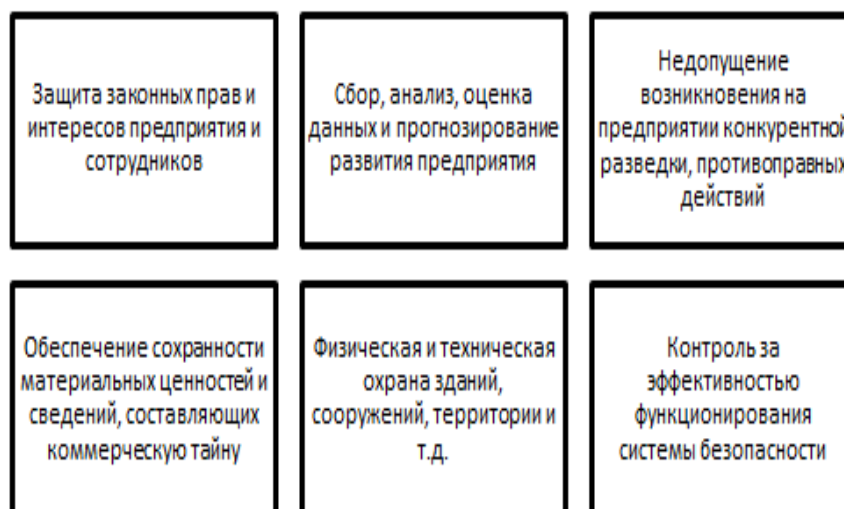 Защита законных прав и
интересов предприятия и
сотрудников
Сбор, анализ, оценка
данных и прогнозирование
развития предприятия
Недопущение
возникновения на
предприятии конкурентной
разведки, противоправных
действий
Обеспечение сохранности
материальных ценностей и
сведений, составляющих
коммерческую тайну
Физическая и техническая
охрана зданий,
сооружений, территории и
т.д.
Контроль за
эффективностью
функционирования
системы безопасности